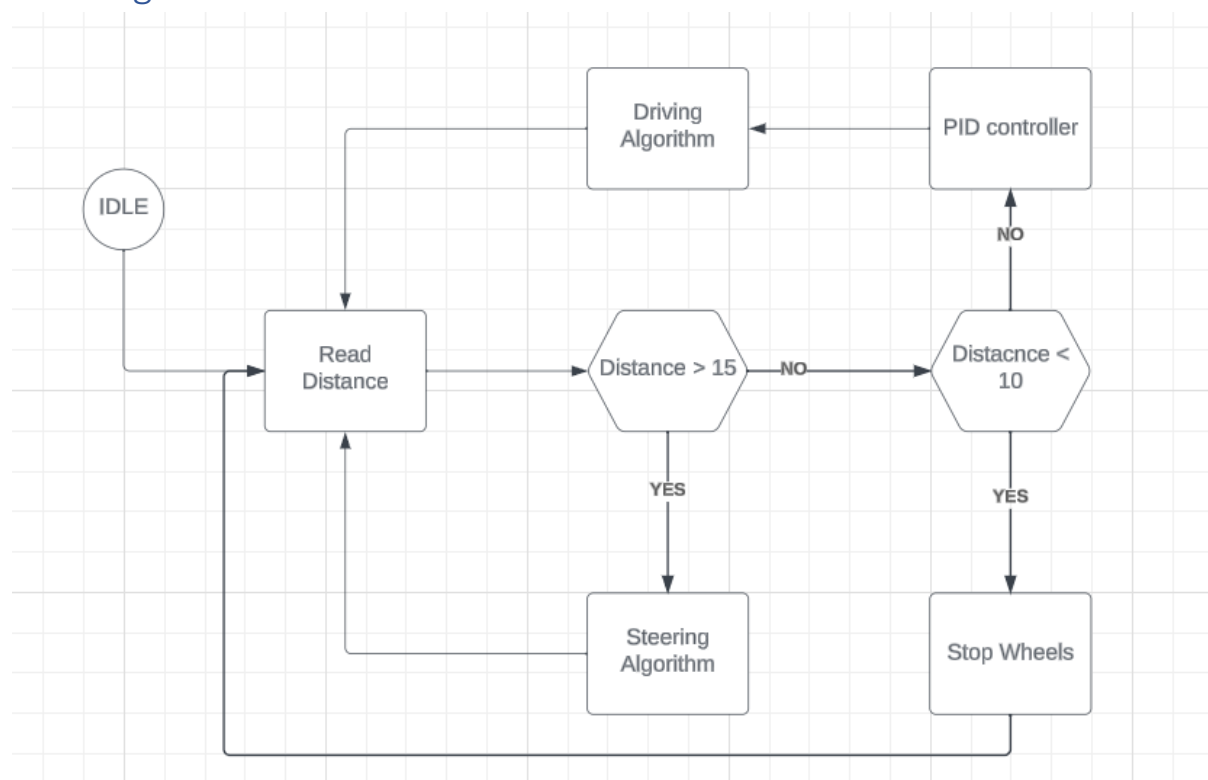 Driving
Algorithm
PID controller
IDLE
NO
Read
Distance
Distance > 15
NO
Distacnce <
10
YES
YES
Steering
Algorithm
Stop Wheels